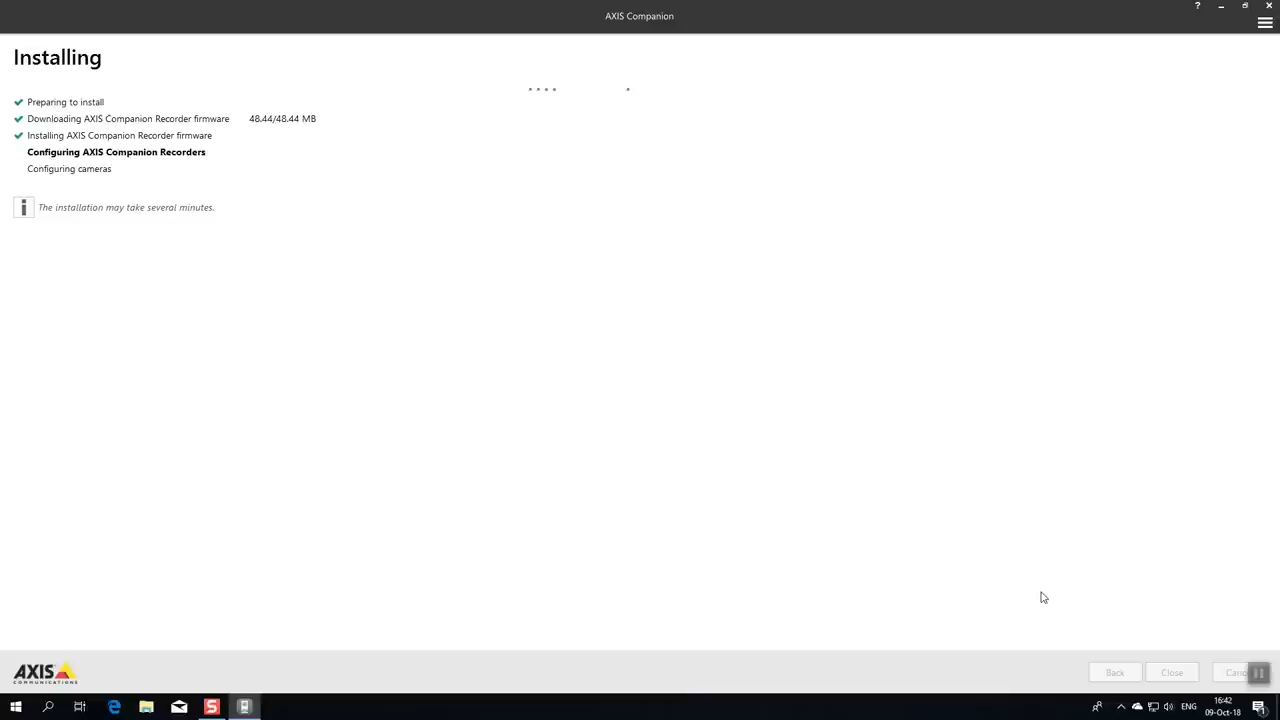 AXIS Companion
?
Installing
Preparing to install
Downloading AXIS Companion Recorder firmware 48.44/48.44 MB
Installing AXIS Companion Recorder firmware
Configuring AXIS Companion Recorders
Configuring cameras
i The installation may take several minutes.
AXIS
COMMUNICATIONS
Back Close Canc
S ENG 16:42
09-Oct-18